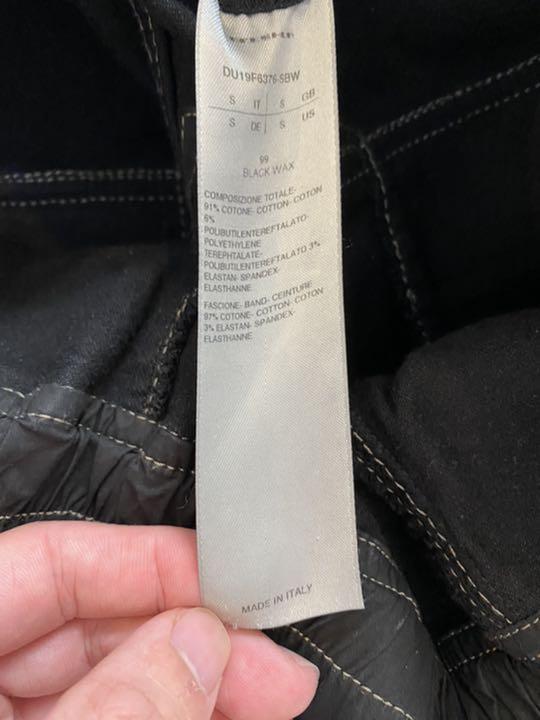 DU19F6376-SBW
S IT S GB
S DE S US
99
BLACK WAX
COMPOSIZIONE TOTALE-
91% COTONE- COTTON- COTON
6%
POLIBUTILENTEREFTALATO-
POLYETHYLENE
TEREPHTALATE-
POLIBUTILENTEREFTALATO 3%
ELASTAN- SPANDEX-
ELASTHANNE
FASCIONE- BAND- CEINTURE
97% COTONE- COTTON- COTON
3% ELASTAN- SPANDEX-
ELASTHANNE
MADE IN ITALY